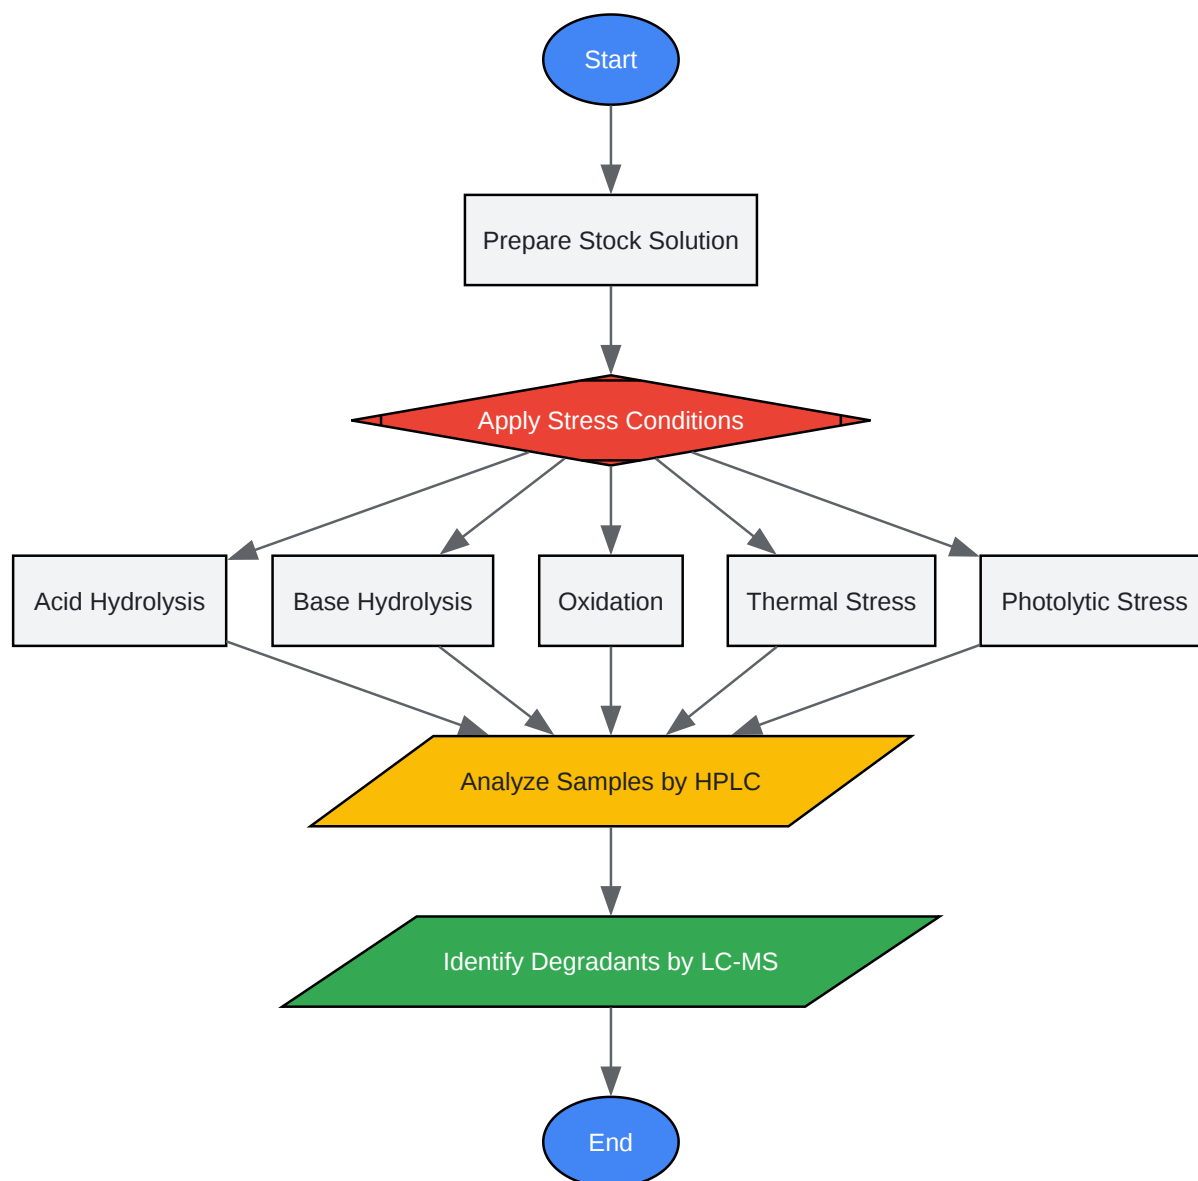 Start
Prepare Stock Solution
Apply Stress Conditions
Acid Hydrolysis
Base Hydrolysis
Oxidation
Thermal Stress
Photolytic Stress
Analyze Samples by HPLC
Identify Degradants by LC-MS
End